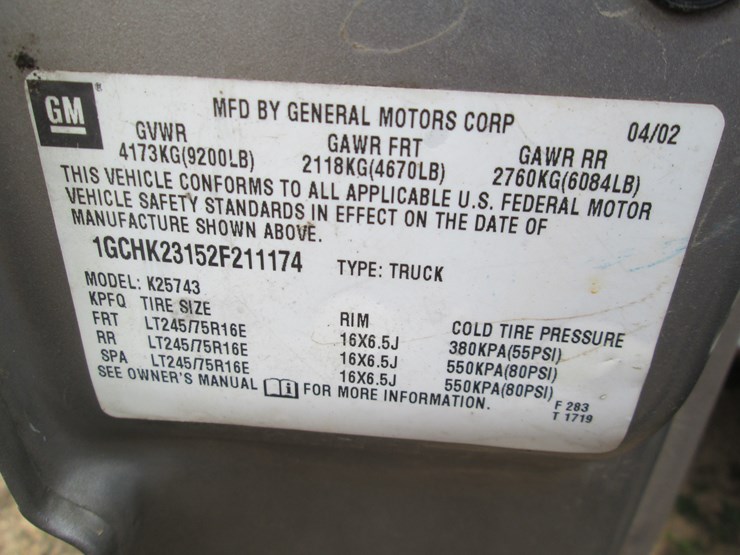 GM
MFD BY GENERAL MOTORS CORP 04/02
GVWR GAWR FRT GAWR RR
4173KG(9200LB) 2118KG(4670LB) 2760KG(6084LB)
THIS VEHICLE CONFORMS TO ALL APPLICABLE U.S. FEDERAL MOTOR
VEHICLE SAFETY STANDARDS IN EFFECT ON THE DATE OF
MANUFACTURE SHOWN ABOVE.
1GCHK23152F211174 TYPE: TRUCK
MODEL: K25743
KPFQ TIRE SIZE RIM COLD TIRE PRESSURE
FRT LT245/75R16E 16X6.5J 380KPA(55PSI)
RR LT245/75R16E 16X6.5J 550KPA(80PSI)
SPA LT245/75R16E 16X6.5J 550KPA(80PSI)
SEE OWNER'S MANUAL i FOR MORE INFORMATION.
F 283
T 1719